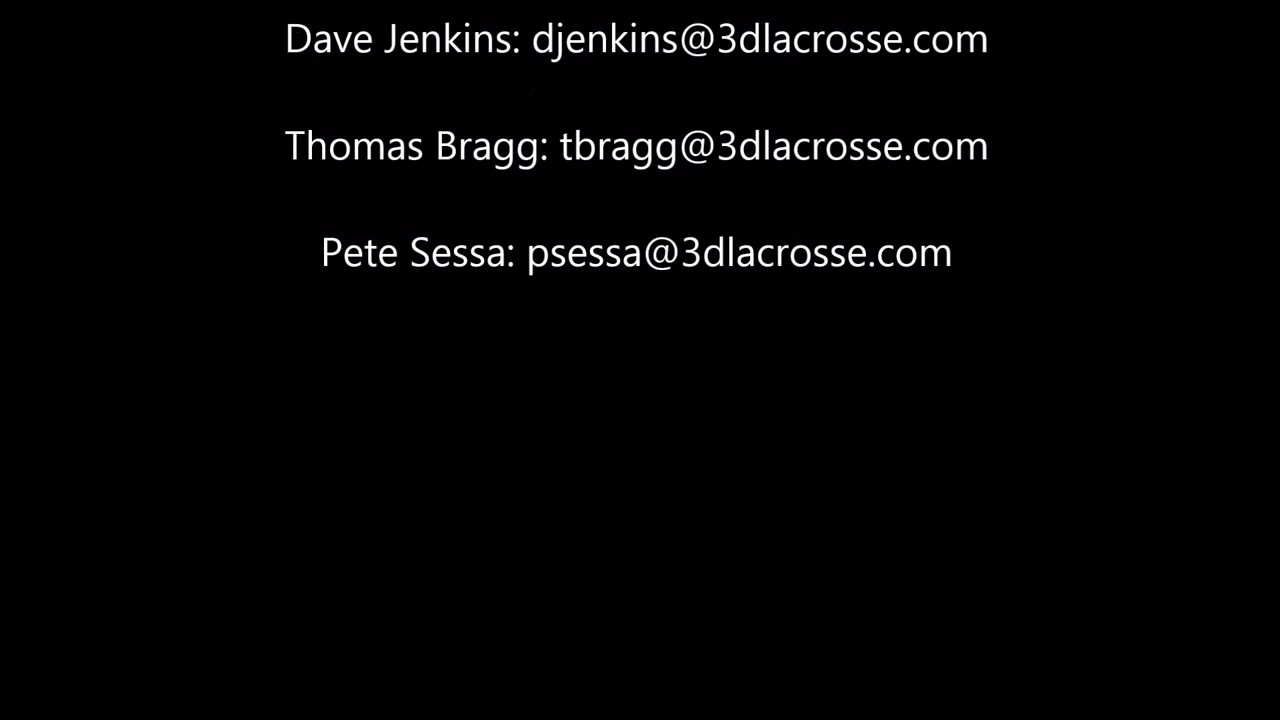 Dave Jenkins: djenkins@3dlacrosse.com
Thomas Bragg: tbragg@3dlacrosse.com
Pete Sessa: psessa@3dlacrosse.com